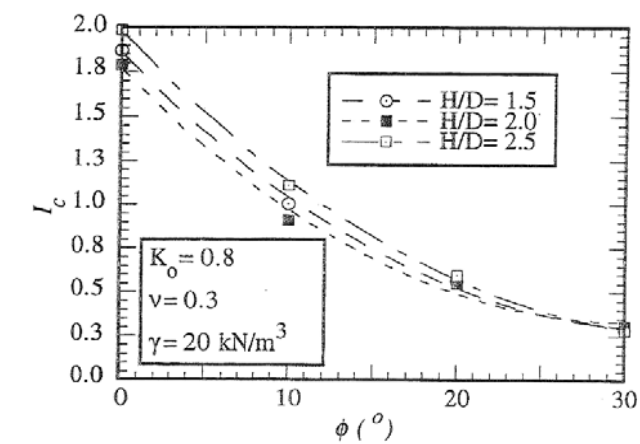 2.0
1.8
1.5
1.3
1.0
0.8
0.5
0.3
0.0
I_c
H/D= 1.5
H/D= 2.0
H/D= 2.5
K_o= 0.8
ν= 0.3
γ= 20 kN/m³
0 10 20 30
ϕ (°)